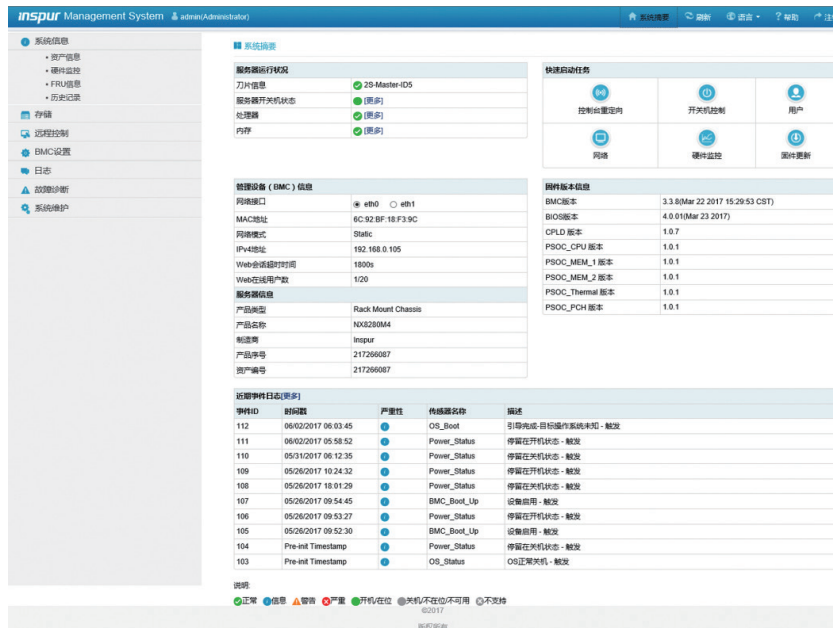 inspur Management System admin(Administrator) 系统摘要 刷新 语言 ? 帮助
系统信息
• 资产信息
• 硬件监控
• FRU信息
• 历史记录
存储
远程控制
BMC设置
日志
故障诊断
系统维护
系统摘要
服务器运行状况
刀片信息 2S-Master-ID5
服务器开关机状态 [更多]
处理器 [更多]
内存 [更多]
快速启动任务
控制台重定向 开关机控制 用户
网络 硬件监控 固件更新
管理设备(BMC)信息
网络接口 eth0 eth1
MAC地址 6C:92:BF:18:F3:9C
网络模式 Static
IPv4地址 192.168.0.105
Web会话超时时间 1800s
Web在线用户数 1/20
服务器信息
产品类型 Rack Mount Chassis
产品名称 NX8280M4
制造商 Inspur
产品序号 217266087
资产编号 217266087
固件版本信息
BMC版本 3.3.8(Mar 22 2017 15:29:53 CST)
BIOS版本 4.0.01(Mar 23 2017)
CPLD 版本 1.0.7
PSOC_CPU 版本 1.0.1
PSOC_MEM_1 版本 1.0.1
PSOC_MEM_2 版本 1.0.1
PSOC_Thermal 版本 1.0.1
PSOC_PCH 版本 1.0.1
近期事件日志[更多]
事件ID 时间戳 严重性 传感器名称 描述
112 06/02/2017 06:03:45 OS_Boot 引导完成-目标操作系统未知 - 触发
111 06/02/2017 05:58:52 Power_Status 停留在开机状态 - 触发
110 05/31/2017 06:12:35 Power_Status 停留在关机状态 - 触发
109 05/26/2017 10:24:32 Power_Status 停留在开机状态 - 触发
108 05/26/2017 18:01:29 Power_Status 停留在关机状态 - 触发
107 05/26/2017 09:54:45 BMC_Boot_Up 设备启用 - 触发
106 05/26/2017 09:53:27 Power_Status 停留在开机状态 - 触发
105 05/26/2017 09:52:30 BMC_Boot_Up 设备启用 - 触发
104 Pre-init Timestamp Power_Status 停留在关机状态 - 触发
103 Pre-init Timestamp OS_Status OS正常关机 - 触发
说明:
正常 信息 警告 严重 开机/在位 关机/不在位/不可用 不支持
©2017